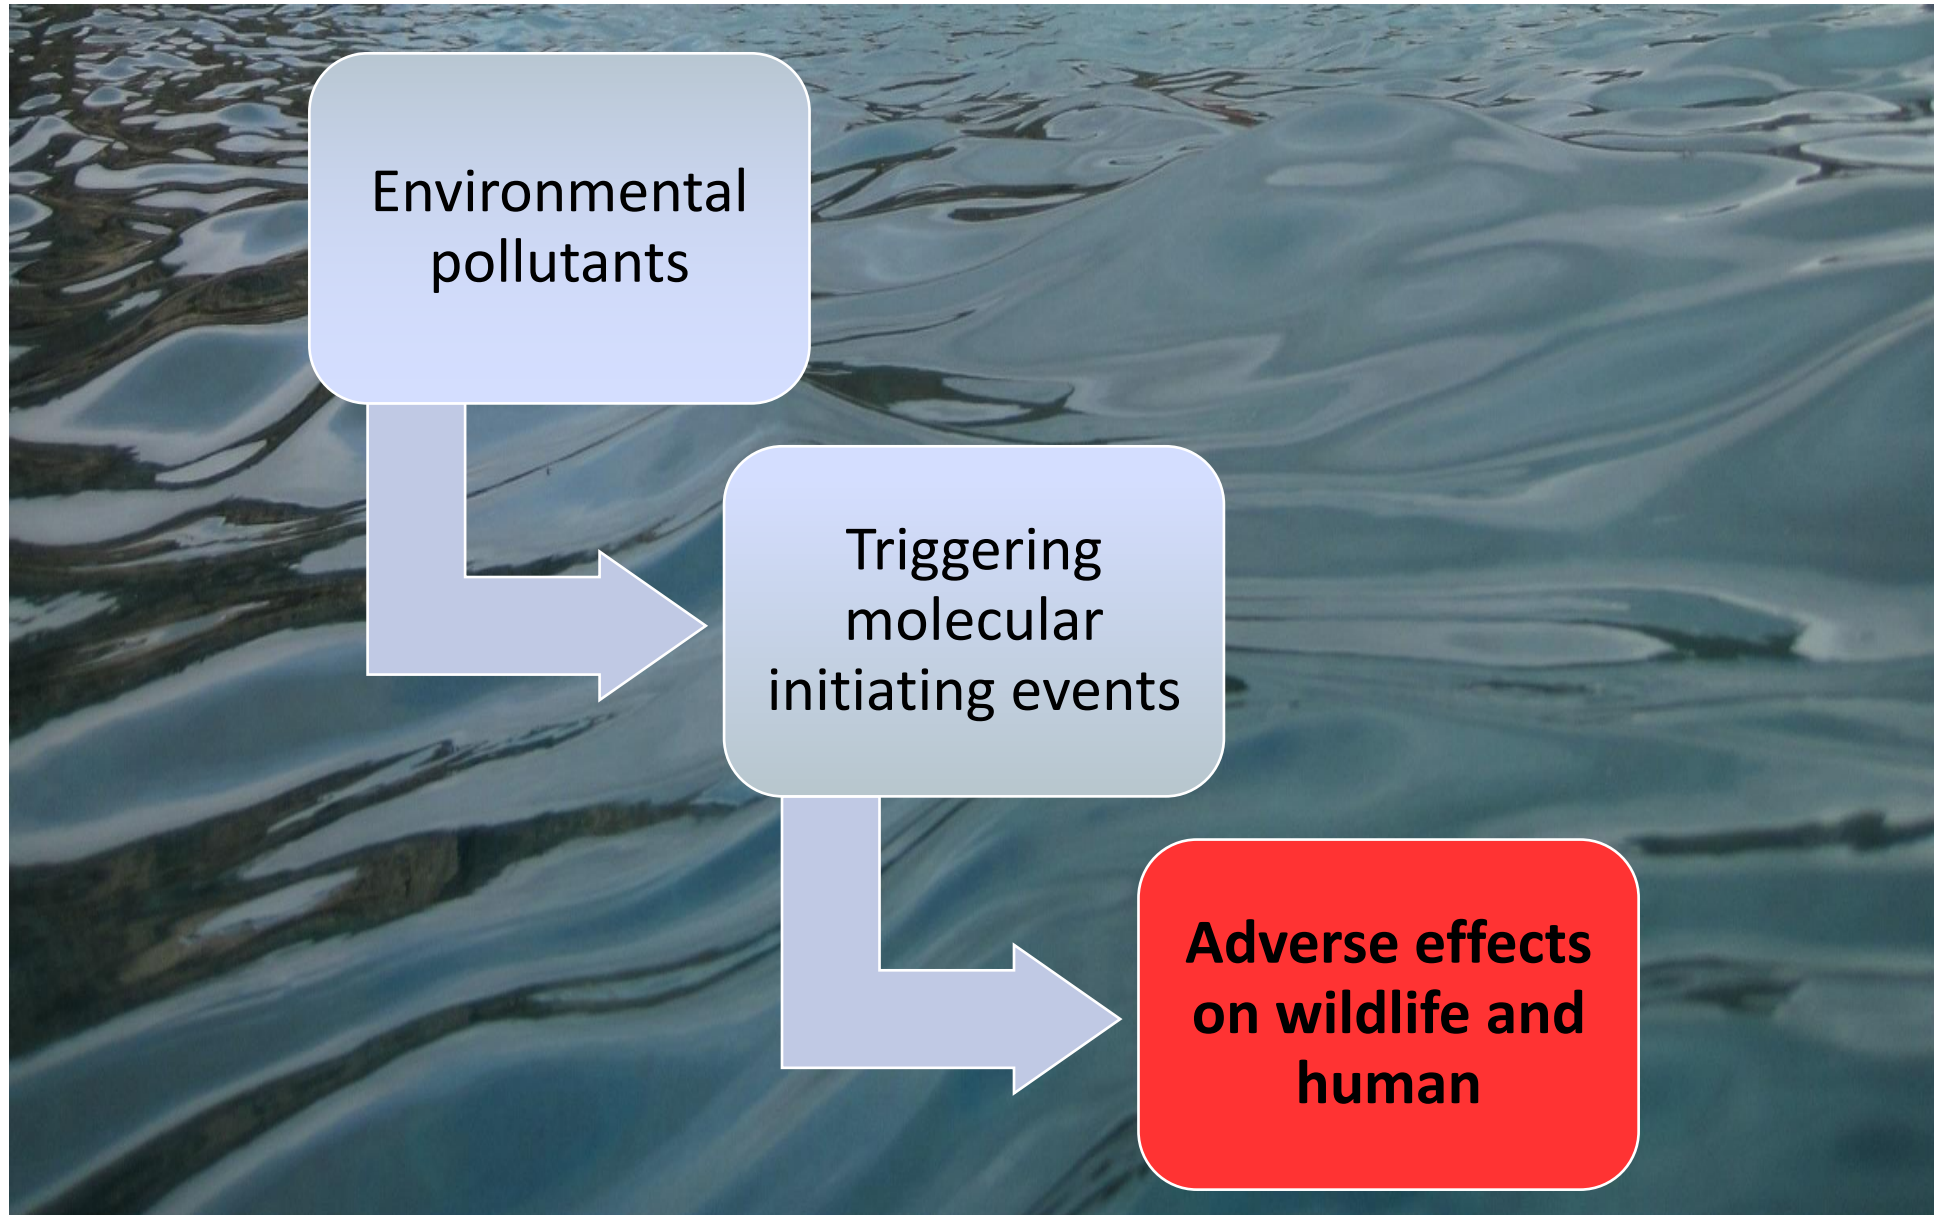 Environmental
pollutants
Triggering
molecular
initiating events
Adverse effects
on wildlife and
human